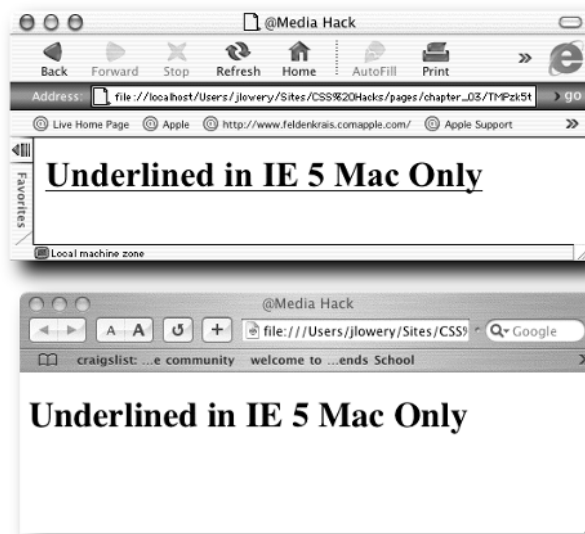 @Media Hack
Back Forward Stop Refresh Home AutoFill Print »
Address: file://localhost/Users/jlowery/Sites/CSS%20Hacks/pages/chapter_03/TMPzk5t go
Live Home Page Apple http://www.feldenkrais.comapple.com/ Apple Support »
Favorites
Underlined in IE 5 Mac Only
Local machine zone
@Media Hack
A A + file:///Users/jlowery/Sites/CSS% Google
craigslist: ...e community welcome to ...ends School
Underlined in IE 5 Mac Only